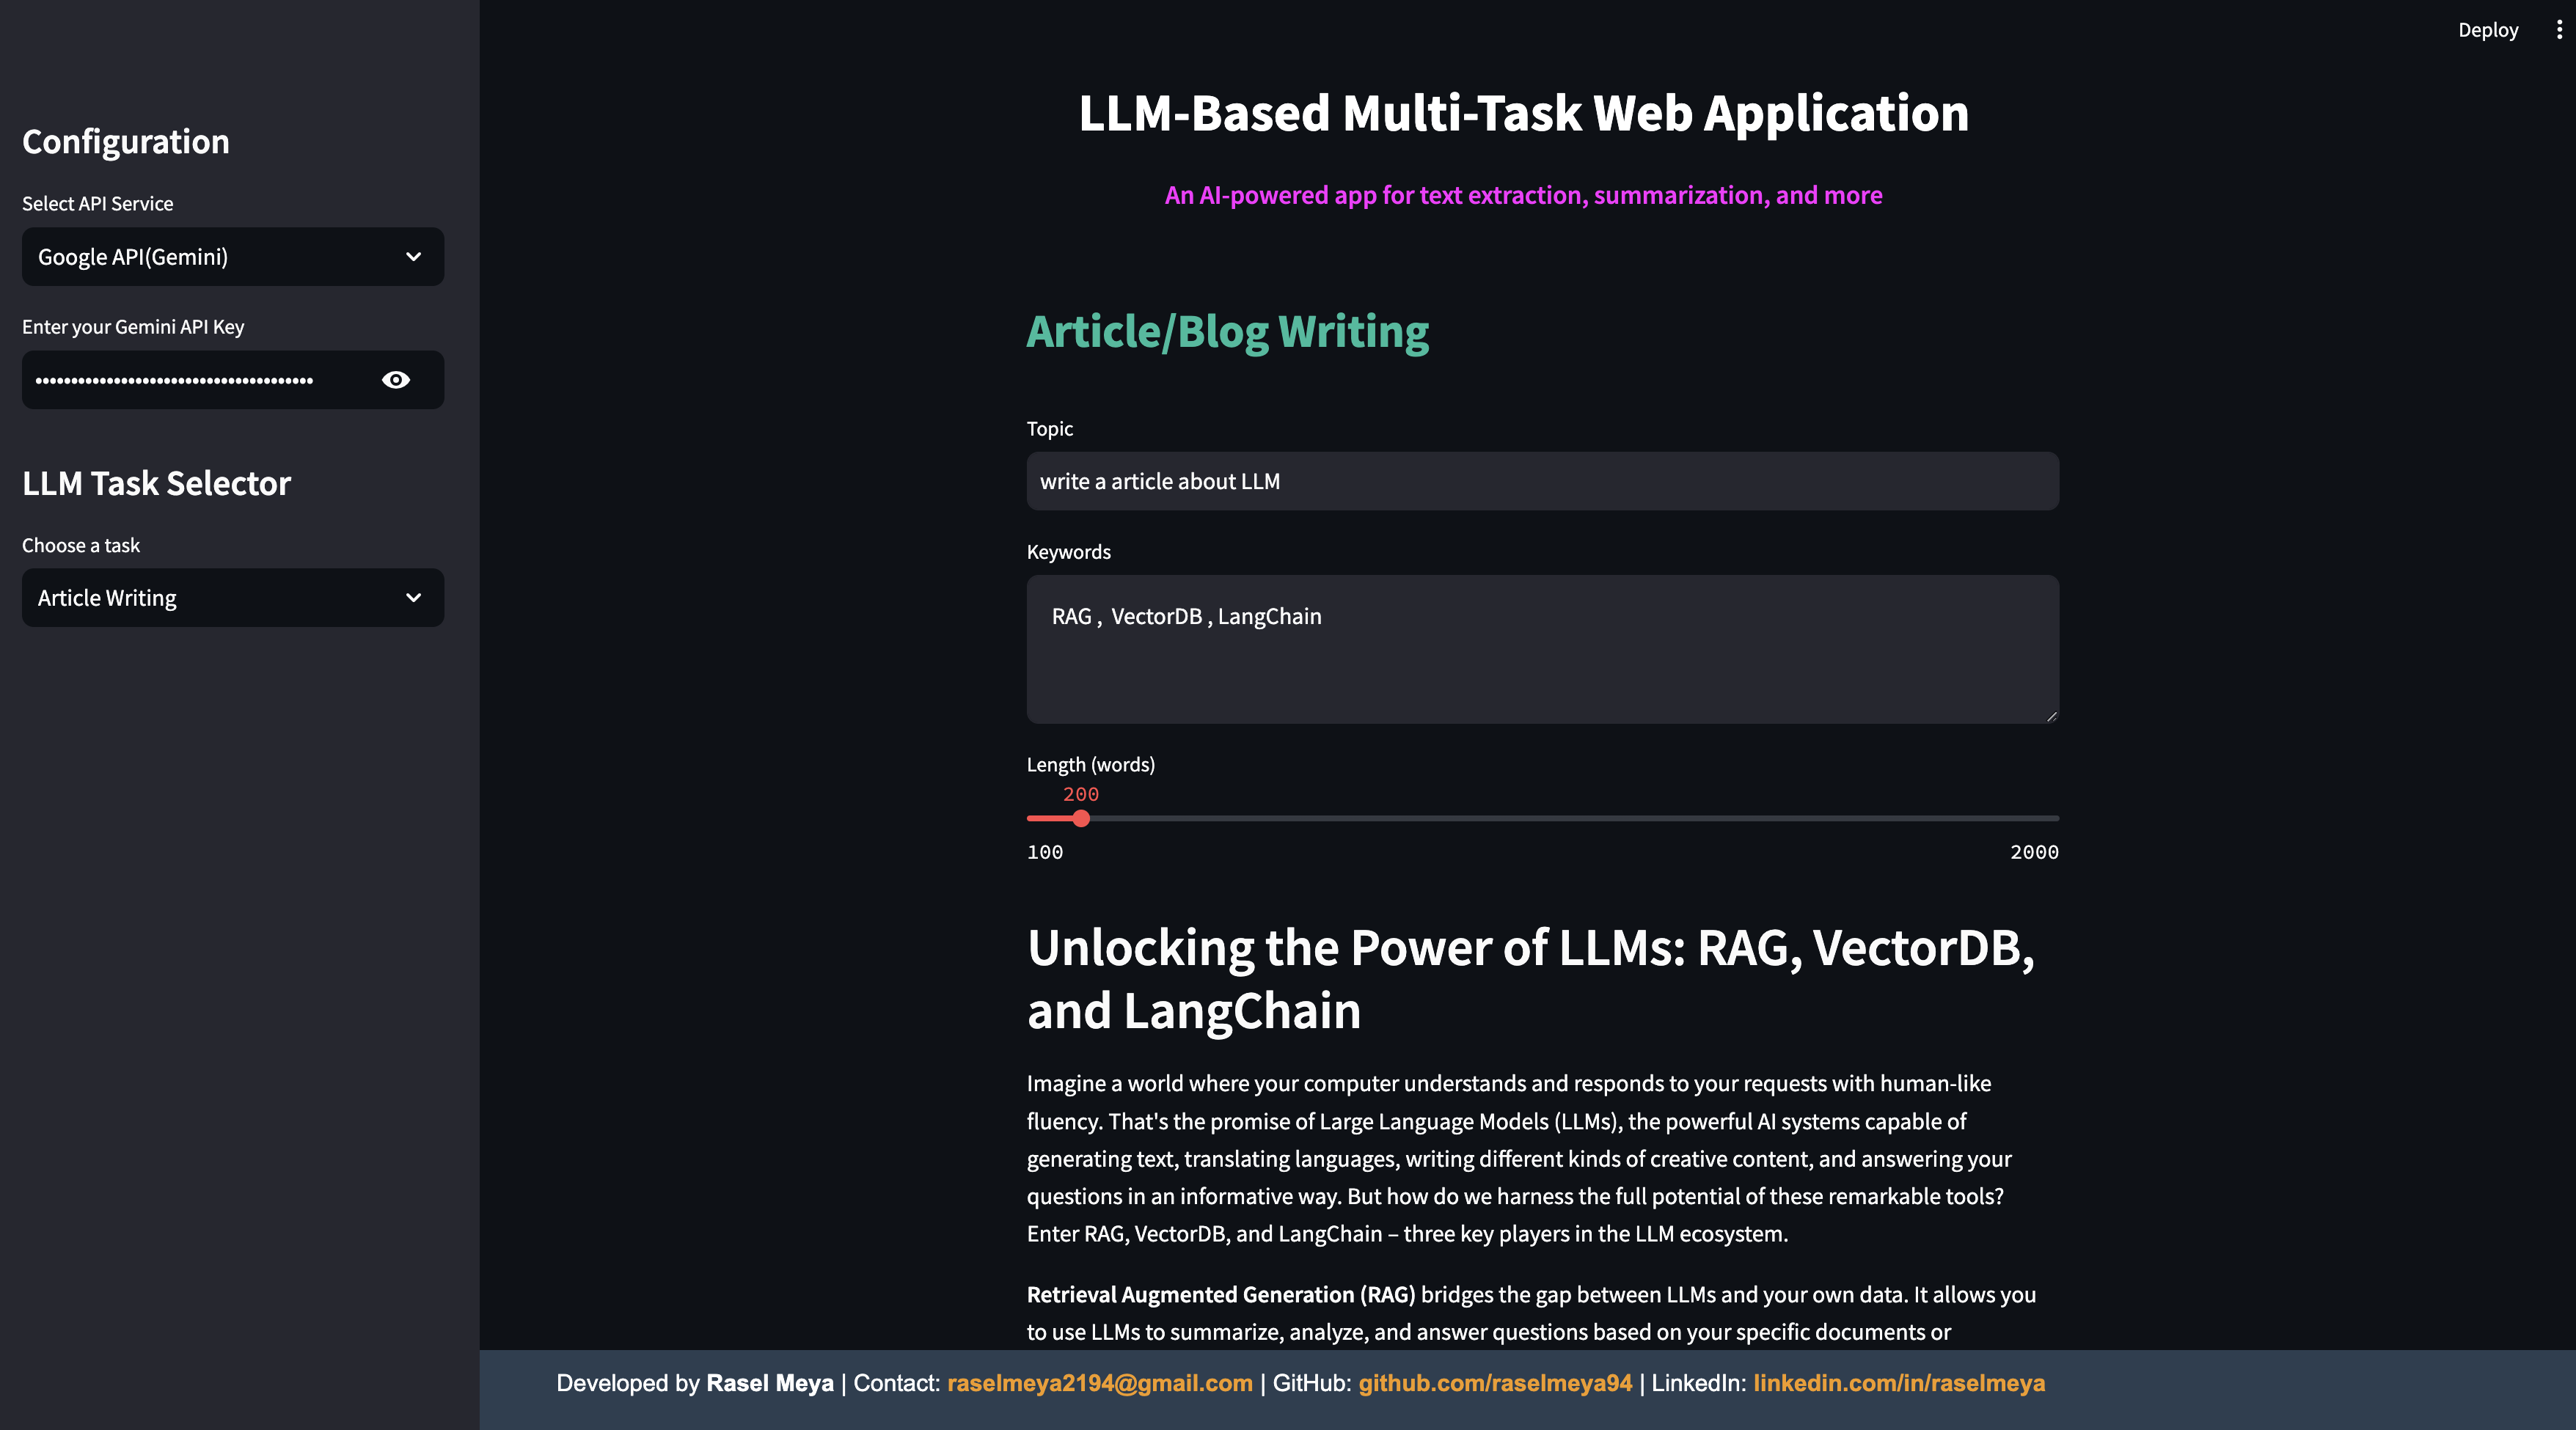 Deploy
Configuration
Select API Service
Google API(Gemini)
Enter your Gemini API Key
LLM Task Selector
Choose a task
Article Writing
LLM-Based Multi-Task Web Application
An AI-powered app for text extraction, summarization, and more
Article/Blog Writing
Topic
write a article about LLM
Keywords
RAG ,  VectorDB , LangChain
Length (words)
200
100
2000
Unlocking the Power of LLMs: RAG, VectorDB,
and LangChain
Imagine a world where your computer understands and responds to your requests with human-like
fluency. That's the promise of Large Language Models (LLMs), the powerful AI systems capable of
generating text, translating languages, writing different kinds of creative content, and answering your
questions in an informative way. But how do we harness the full potential of these remarkable tools?
Enter RAG, VectorDB, and LangChain – three key players in the LLM ecosystem.
Retrieval Augmented Generation (RAG) bridges the gap between LLMs and your own data. It allows you
to use LLMs to summarize, analyze, and answer questions based on your specific documents or
Developed by Rasel Meya | Contact: raselmeya2194@gmail.com | GitHub: github.com/raselmeya94 | LinkedIn: linkedin.com/in/raselmeya